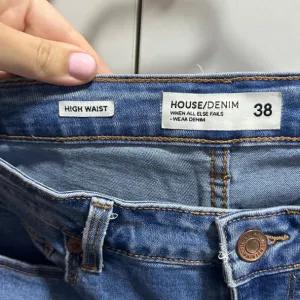 HIGH WAIST
HOUSE/DENIM
WHEN ALL ELSE FAILS
- WEAR DENIM
38